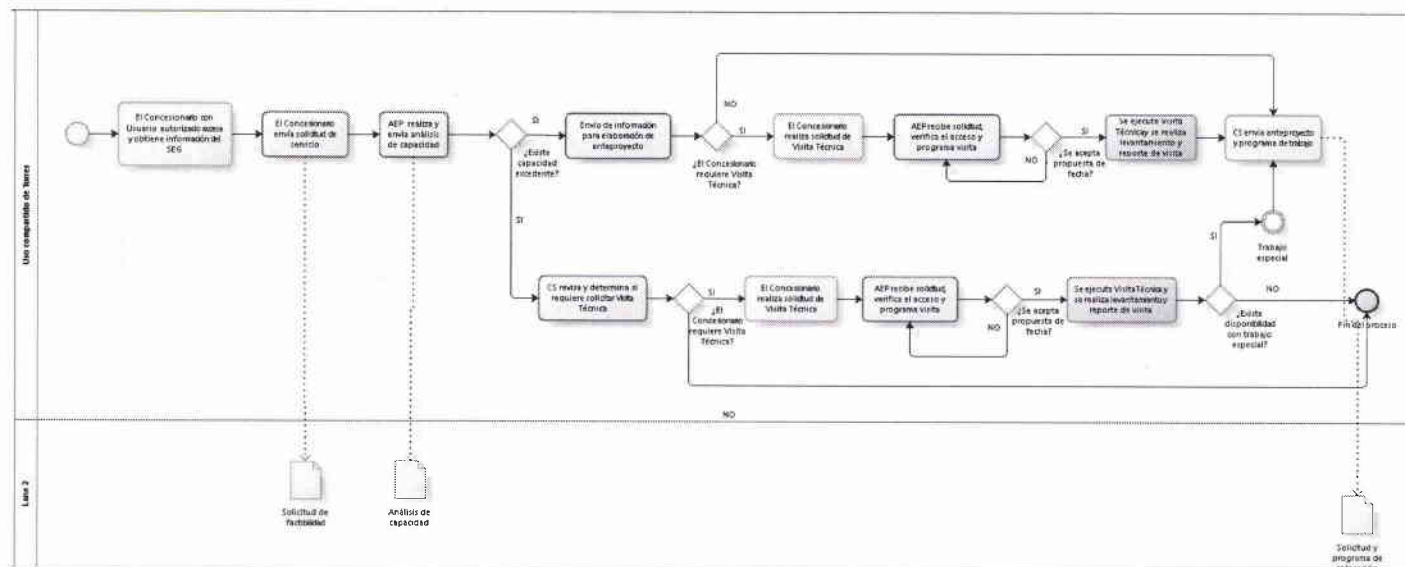 Uso compartido de Torres
El Concesionario con
Usuario autorizado accesa
y obtiene información del
SEG
El Concesionario
envía solicitud de
servicio
AEP realiza y
envía análisis
de capacidad
SI
¿Existe
capacidad
excedente?
Envío de información
para elaboración de
anteproyecto
NO
SI
¿El Concesionario
requiere Visita
Técnica?
El Concesionario
realiza solicitud de
Visita Técnica
AEP recibe solicitud,
verifica el acceso y
programa visita
SI
NO
¿Se acepta
propuesta de
fecha?
Se ejecuta Visita
Técnica y se realiza
levantamiento y
reporte de visita
CS envía anteproyecto
y programa de trabajo
SI
CS reviza y determina si
requiere solicitar Visita
Técnica
SI
¿El
Concesionario
requiere Visita
Técnica?
El Concesionario
realiza solicitud de
Visita Técnica
AEP recibe solicitud,
verifica el acceso y
programa visita
SI
NO
¿Se acepta
propuesta de
fecha?
Se ejecuta Visita Técnica y
se realiza levantamiento y
reporte de visita
SI
Trabajo
especial
NO
¿Existe
disponibilidad
con trabajo
especial?
Fin del proceso
NO
Lane 2
Solicitud de
factibilidad
Análisis de
capacidad
Solicitud y
programa de